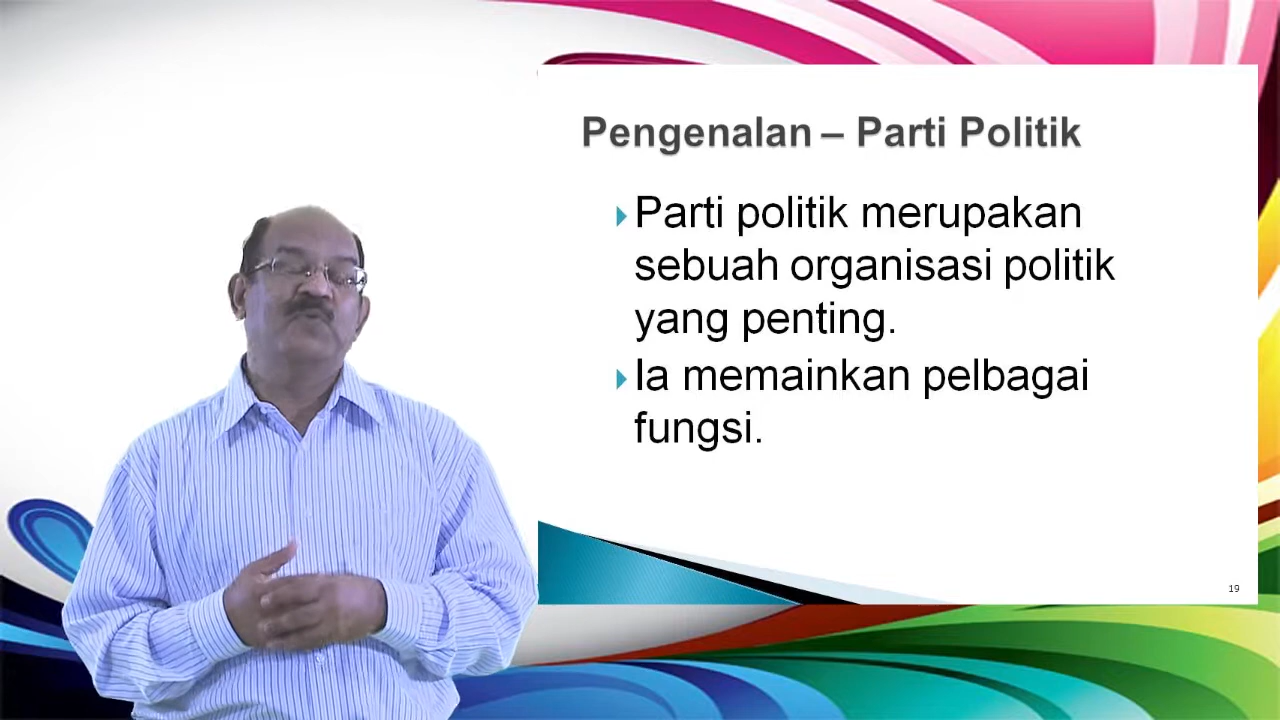 Pengenalan – Parti Politik
Parti politik merupakan
sebuah organisasi politik
yang penting.
Ia memainkan pelbagai
fungsi.
19